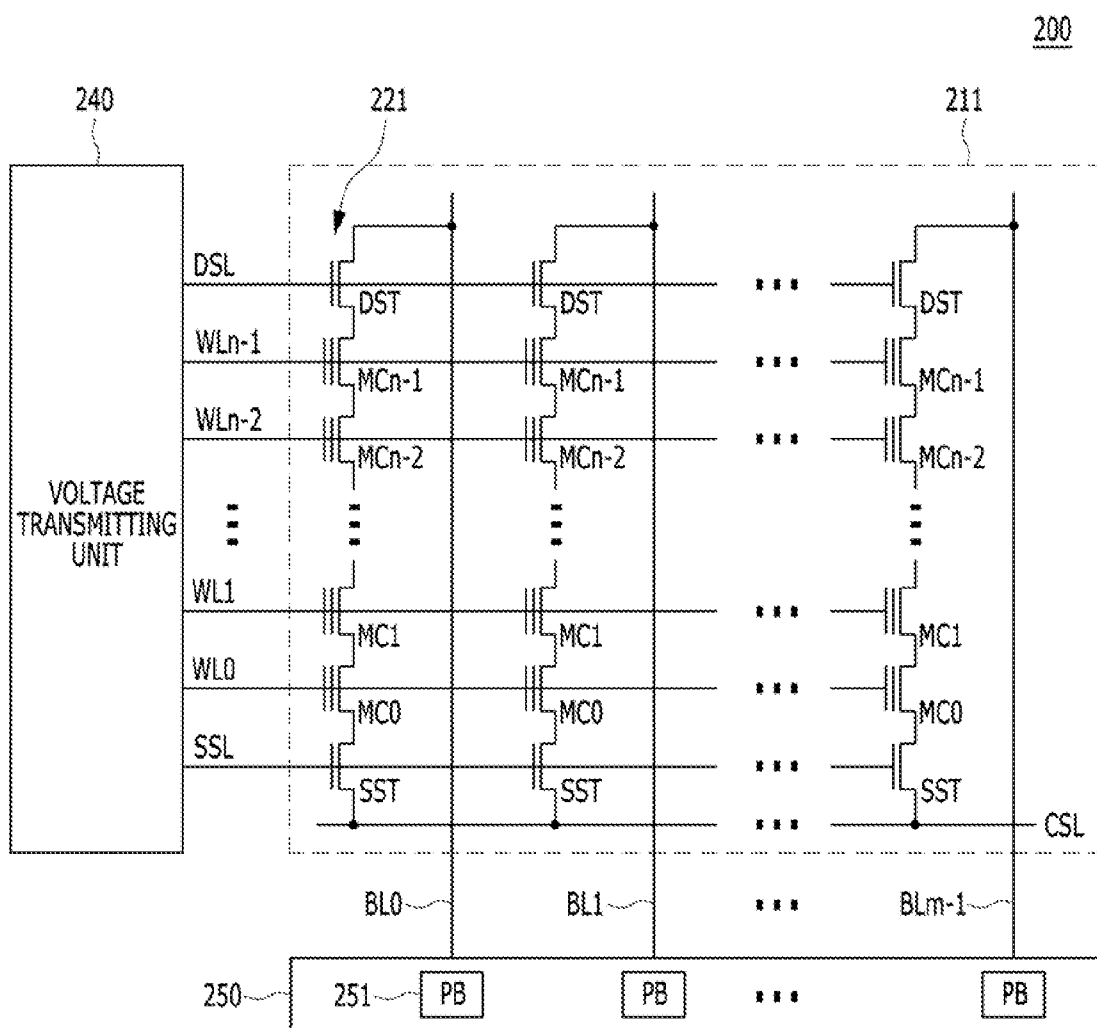 200
240
221
211
DSL
DST
DST
DST
WLn-1
MCn-1
MCn-1
MCn-1
WLn-2
MCn-2
MCn-2
MCn-2
VOLTAGE
TRANSMITTING
UNIT
WL1
MC1
MC1
MC1
WL0
MC0
MC0
MC0
SSL
SST
SST
SST
CSL
BL0
BL1
BLm-1
250
251
PB
PB
PB